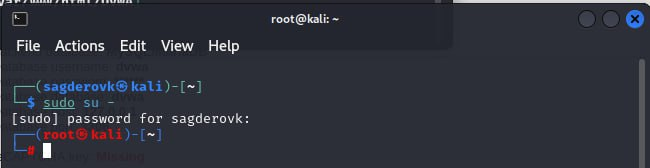 root@kali: ~
File Actions Edit View Help
┌──(sagderovk㉿kali)-[~]
└─$ sudo su -
[sudo] password for sagderovk:
┌──(root㉿kali)-[~]
└─#